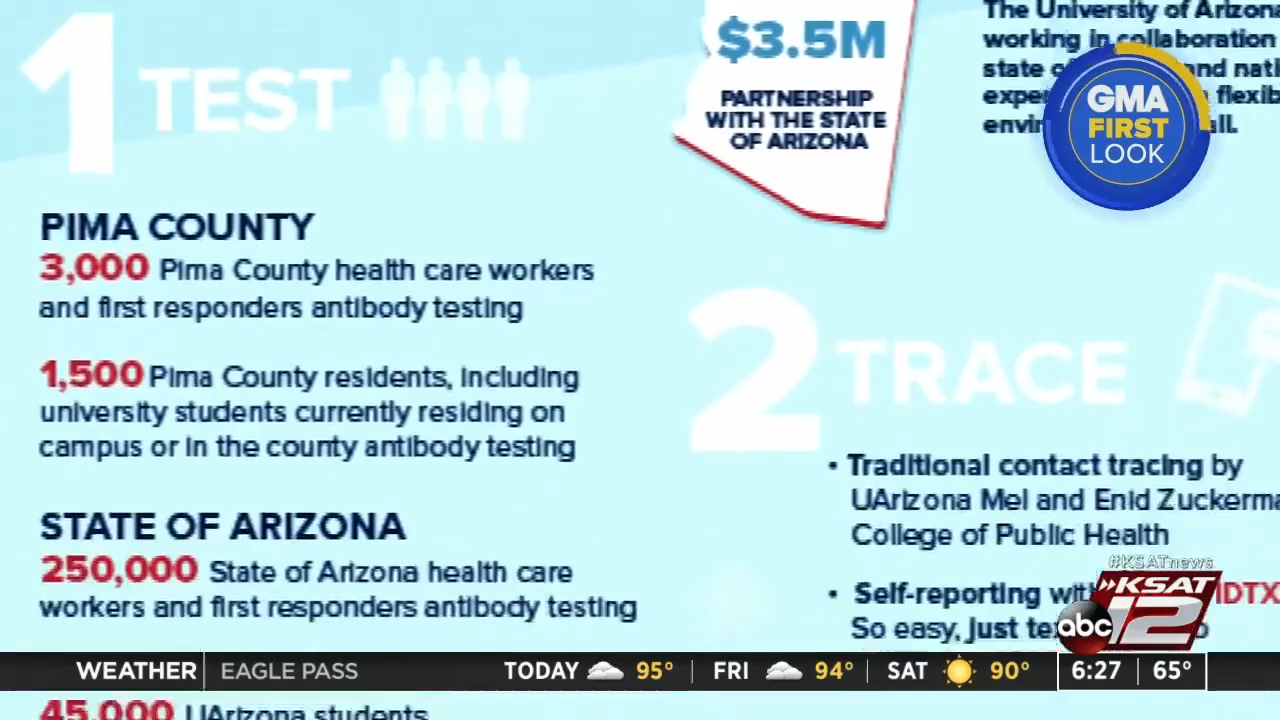 1 TEST
PIMA COUNTY
3,000 Pima County health care workers
and first responders antibody testing
1,500 Pima County residents, including
university students currently residing on
campus or in the county antibody testing
STATE OF ARIZONA
250,000 State of Arizona health care
workers and first responders antibody testing
45,000 UArizona students
$3.5M
PARTNERSHIP
WITH THE STATE
OF ARIZONA
The University of Arizona
working in collaboration
state and
flexib
all.
GMA
FIRST
LOOK
2 TRACE
• Traditional contact tracing by
UArizona Mel and Enid Zuckerma
College of Public Health
• Self-reporting with
So easy, just
#KSATnews
KSAT
abc 12
WEATHER EAGLE PASS TODAY 95° FRI 94° SAT 90° 6:27 65°